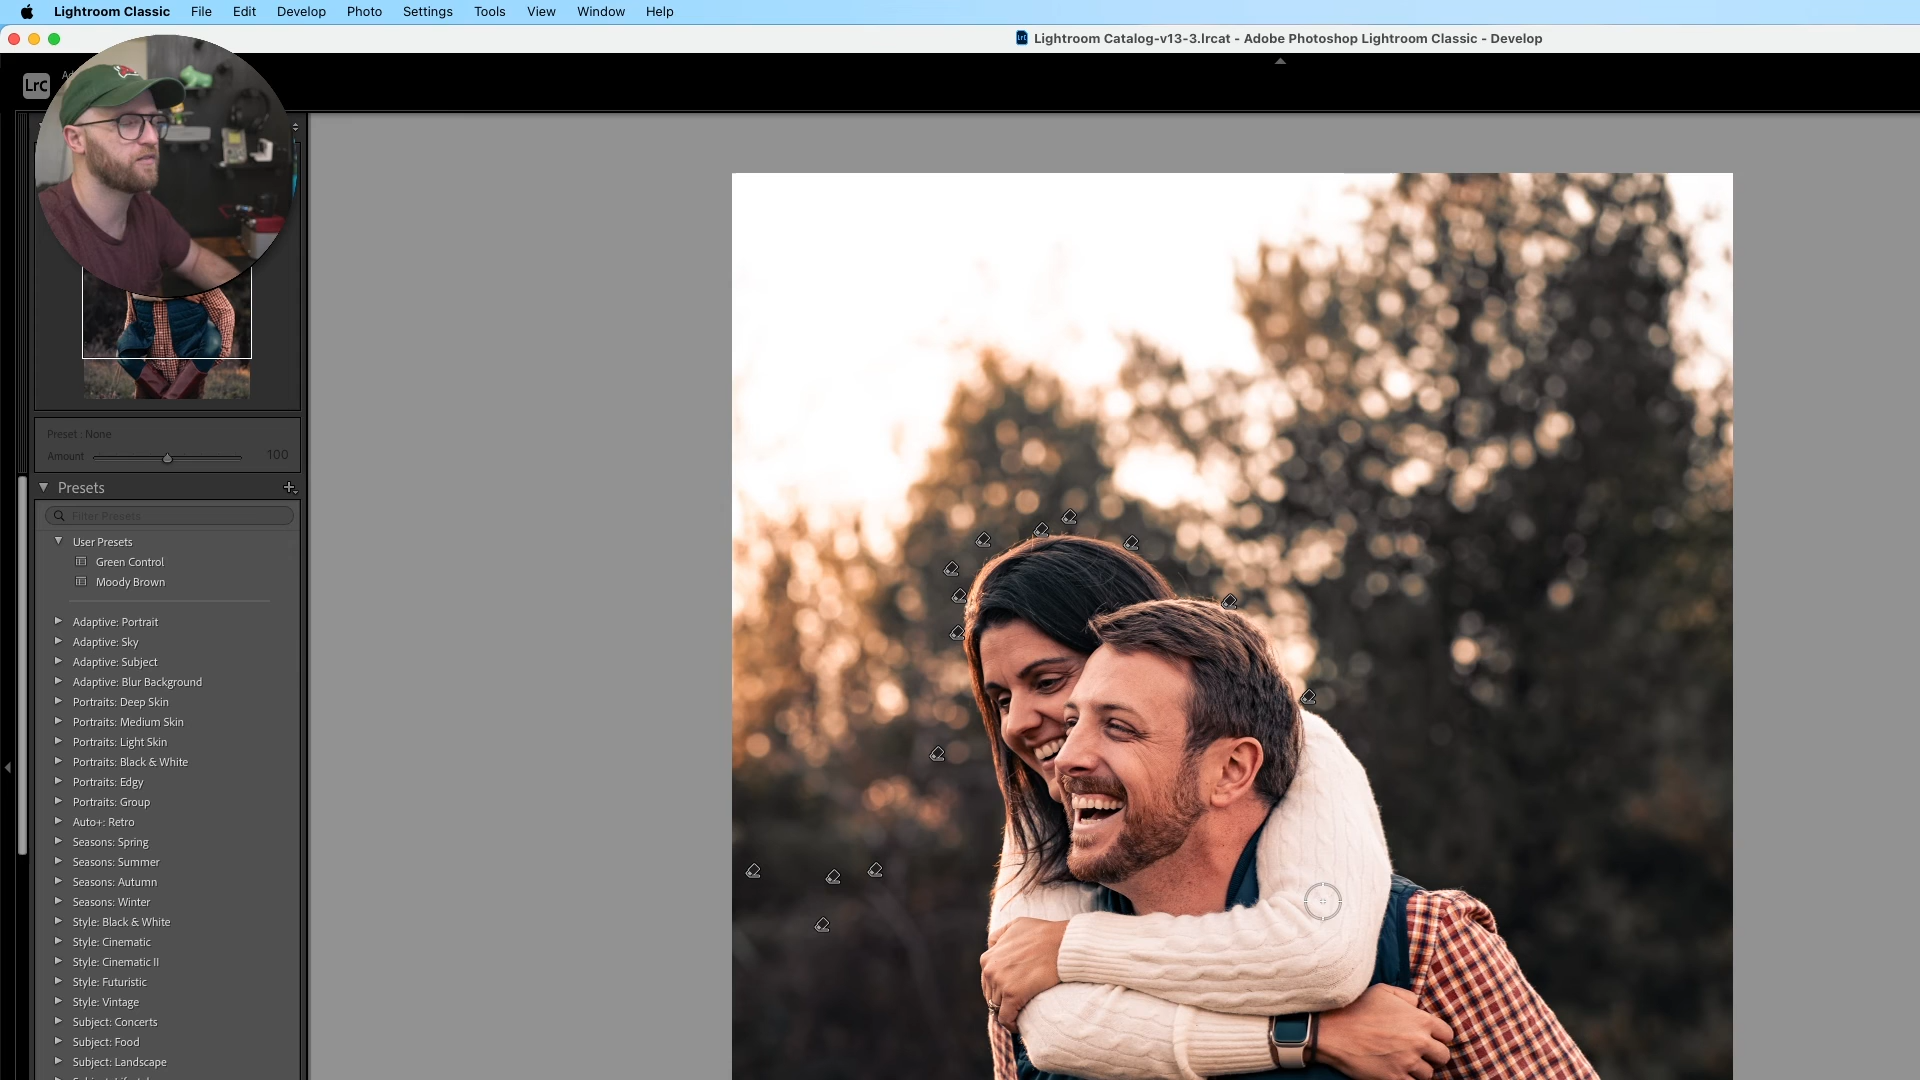 Lightroom Classic File Edit Develop Photo Settings Tools View Window Help
LrC Lightroom Catalog-v13-3.lrcat - Adobe Photoshop Lightroom Classic - Develop
LrC
Preset : None
Amount 100
Presets
Filter Presets
User Presets
Green Control
Moody Brown
Adaptive: Portrait
Adaptive: Sky
Adaptive: Subject
Adaptive: Blur Background
Portraits: Deep Skin
Portraits: Medium Skin
Portraits: Light Skin
Portraits: Black & White
Portraits: Edgy
Portraits: Group
Auto+: Retro
Seasons: Spring
Seasons: Summer
Seasons: Autumn
Seasons: Winter
Style: Black & White
Style: Cinematic
Style: Cinematic II
Style: Futuristic
Style: Vintage
Subject: Concerts
Subject: Food
Subject: Landscape